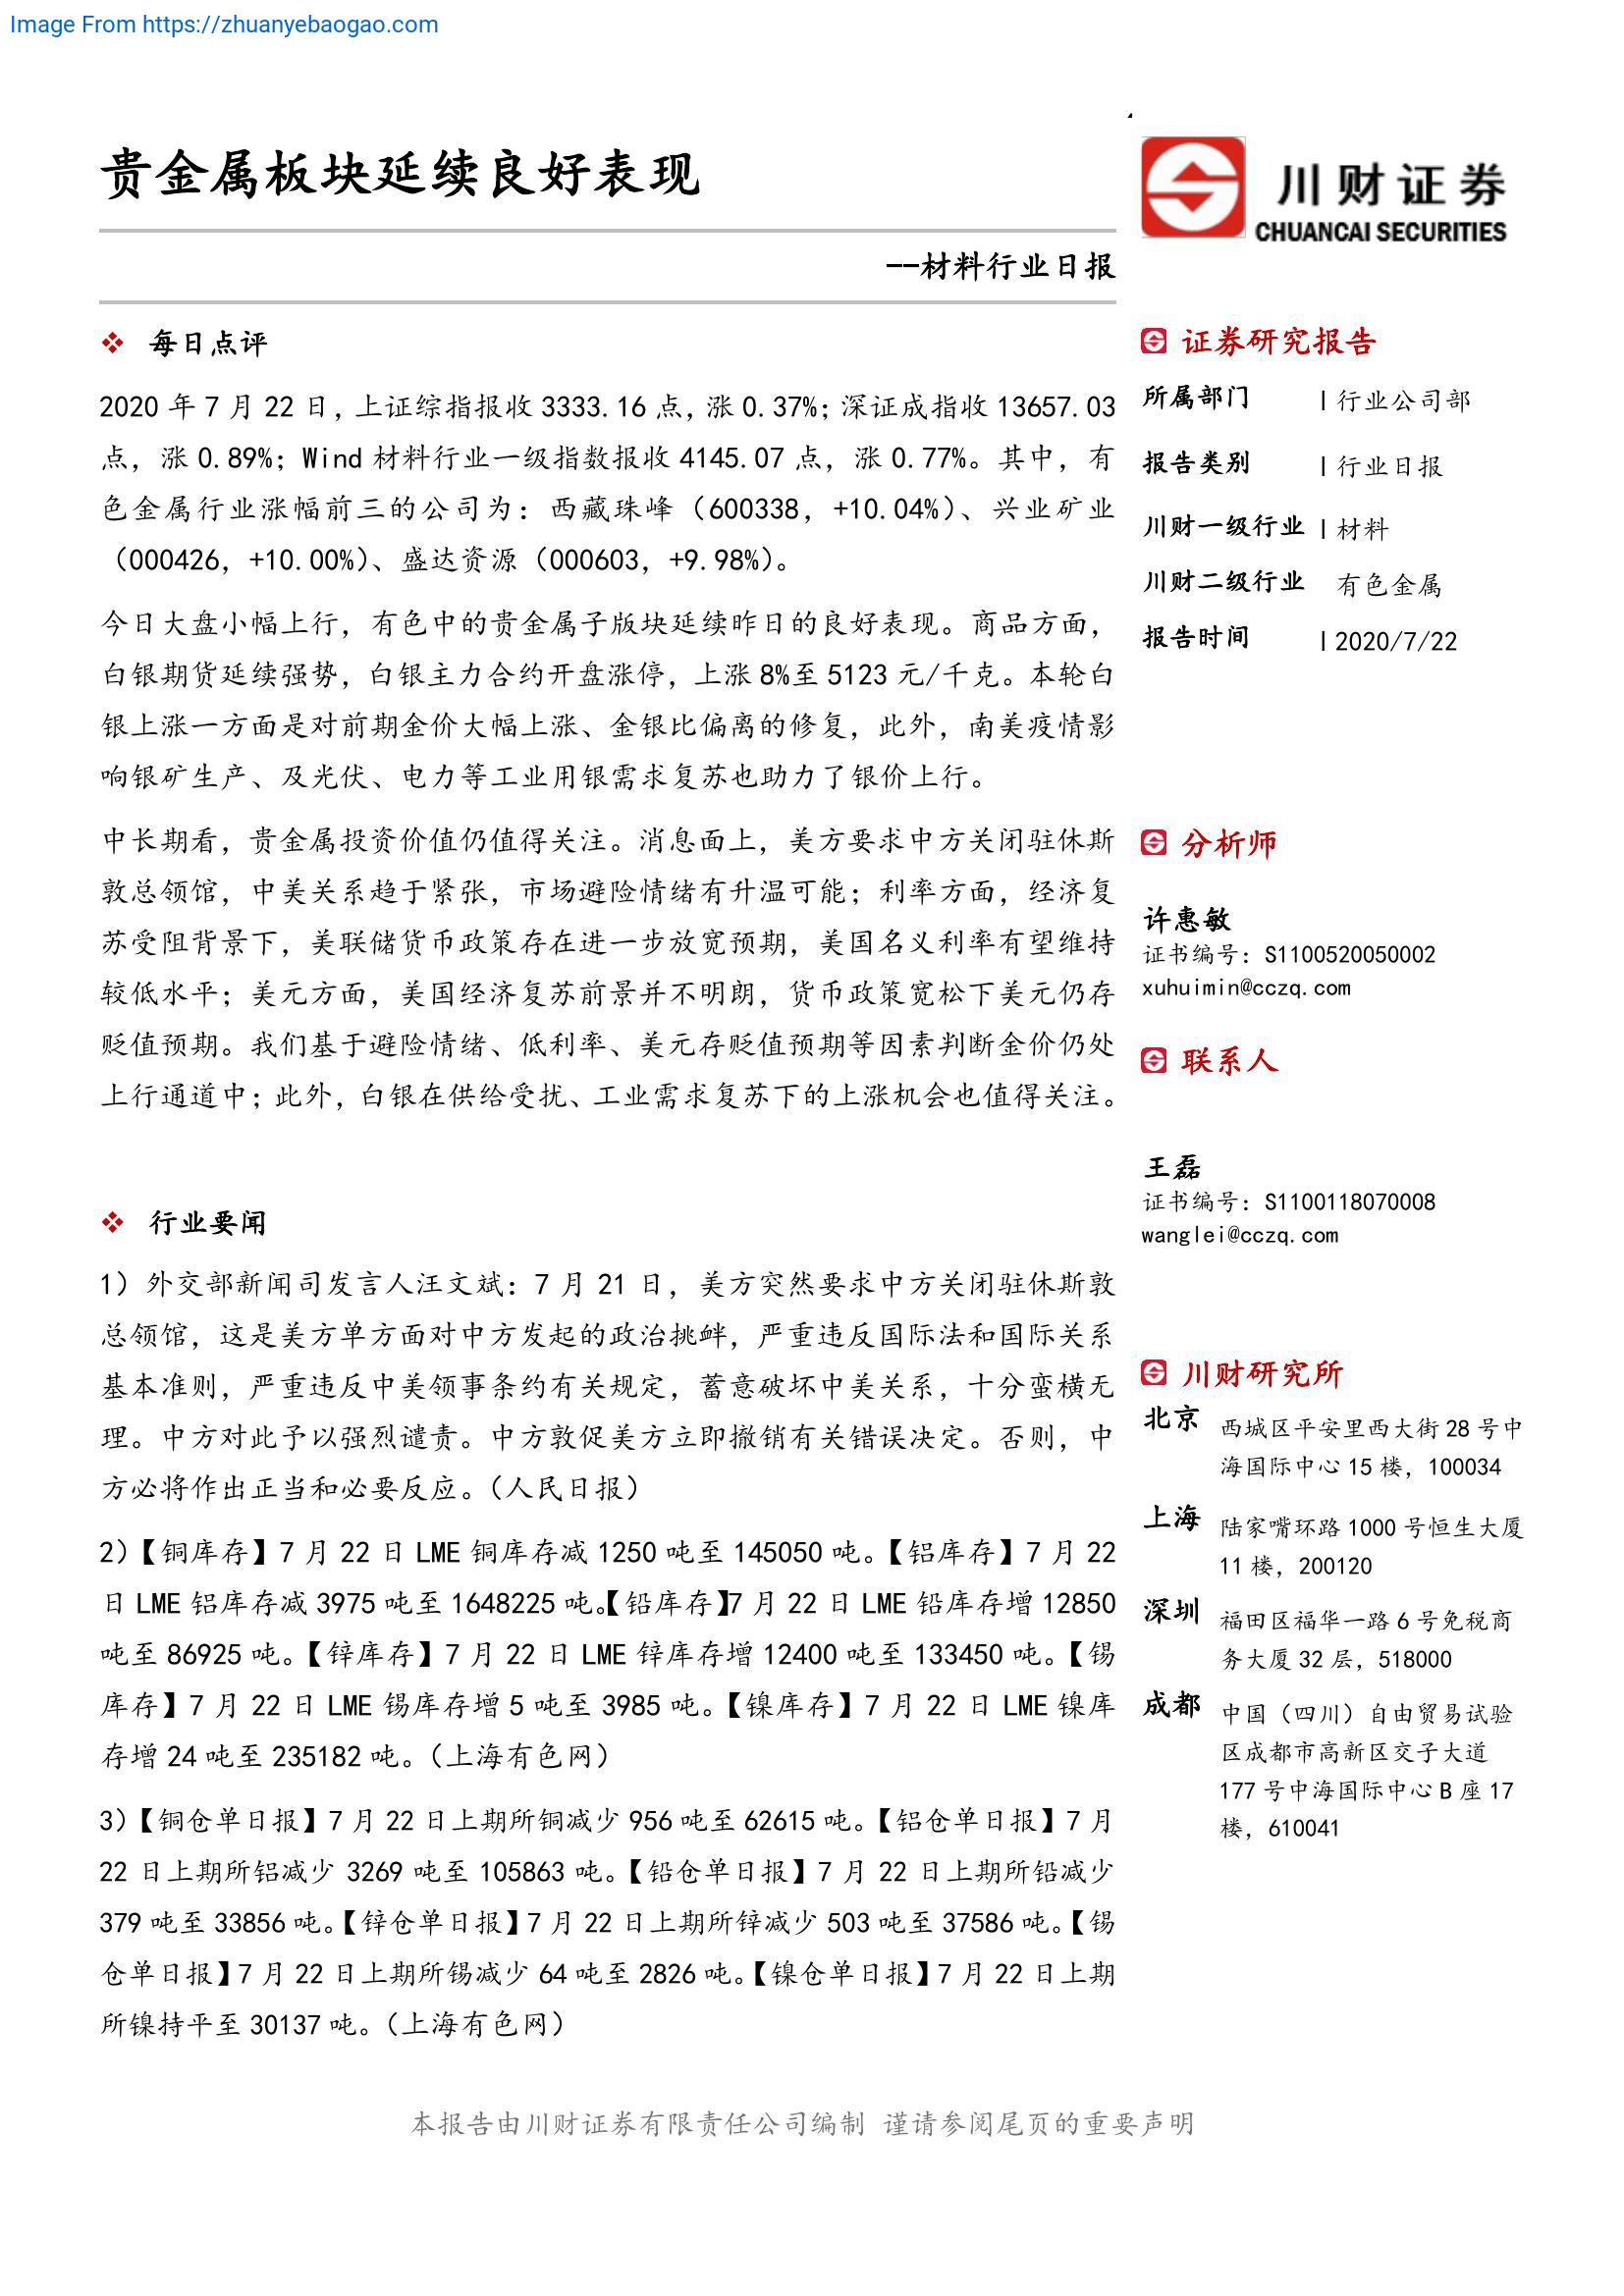 Image From https://zhuanyebaogao.com
贵金属板块延续良好表现
川财证券
CHUANCAI SECURITIES
--材料行业日报
每日点评
2020 年 7 月 22 日，上证综指报收 3333.16 点，涨 0.37%；深证成指收 13657.03
点，涨 0.89%；Wind 材料行业一级指数报收 4145.07 点，涨 0.77%。其中，有
色金属行业涨幅前三的公司为：西藏珠峰（600338，+10.04%）、兴业矿业
（000426，+10.00%）、盛达资源（000603，+9.98%）。
今日大盘小幅上行，有色中的贵金属子版块延续昨日的良好表现。商品方面，
白银期货延续强势，白银主力合约开盘涨停，上涨 8%至 5123 元/千克。本轮白
银上涨一方面是对前期金价大幅上涨、金银比偏离的修复，此外，南美疫情影
响银矿生产、及光伏、电力等工业用银需求复苏也助力了银价上行。
中长期看，贵金属投资价值仍值得关注。消息面上，美方要求中方关闭驻休斯
敦总领馆，中美关系趋于紧张，市场避险情绪有升温可能；利率方面，经济复
苏受阻背景下，美联储货币政策存在进一步放宽预期，美国名义利率有望维持
较低水平；美元方面，美国经济复苏前景并不明朗，货币政策宽松下美元仍存
贬值预期。我们基于避险情绪、低利率、美元存贬值预期等因素判断金价仍处
上行通道中；此外，白银在供给受扰、工业需求复苏下的上涨机会也值得关注。
行业要闻
1）外交部新闻司发言人汪文斌：7 月 21 日，美方突然要求中方关闭驻休斯敦
总领馆，这是美方单方面对中方发起的政治挑衅，严重违反国际法和国际关系
基本准则，严重违反中美领事条约有关规定，蓄意破坏中美关系，十分蛮横无
理。中方对此予以强烈谴责。中方敦促美方立即撤销有关错误决定。否则，中
方必将作出正当和必要反应。（人民日报）
2）【铜库存】7 月 22 日 LME 铜库存减 1250 吨至 145050 吨。【铝库存】7 月 22
日 LME 铝库存减 3975 吨至 1648225 吨。【铅库存】7 月 22 日 LME 铅库存增 12850
吨至 86925 吨。【锌库存】7 月 22 日 LME 锌库存增 12400 吨至 133450 吨。【锡
库存】7 月 22 日 LME 锡库存增 5 吨至 3985 吨。【镍库存】7 月 22 日 LME 镍库
存增 24 吨至 235182 吨。（上海有色网）
3）【铜仓单日报】7 月 22 日上期所铜减少 956 吨至 62615 吨。【铝仓单日报】7 月
22 日上期所铝减少 3269 吨至 105863 吨。【铅仓单日报】7 月 22 日上期所铅减少
379 吨至 33856 吨。【锌仓单日报】7 月 22 日上期所锌减少 503 吨至 37586 吨。【锡
仓单日报】7 月 22 日上期所锡减少 64 吨至 2826 吨。【镍仓单日报】7 月 22 日上期
所镍持平至 30137 吨。（上海有色网）
证券研究报告
所属部门 | 行业公司部
报告类别 | 行业日报
川财一级行业 | 材料
川财二级行业 有色金属
报告时间 | 2020/7/22
分析师
许惠敏
证书编号：S1100520050002
xuhuimin@cczq.com
联系人
王磊
证书编号：S1100118070008
wanglei@cczq.com
川财研究所
北京 西城区平安里西大街 28 号中
海国际中心 15 楼，100034
上海 陆家嘴环路 1000 号恒生大厦
11 楼，200120
深圳 福田区福华一路 6 号免税商
务大厦 32 层，518000
成都 中国（四川）自由贸易试验
区成都市高新区交子大道
177 号中海国际中心 B 座 17
楼，610041
本报告由川财证券有限责任公司编制 谨请参阅尾页的重要声明